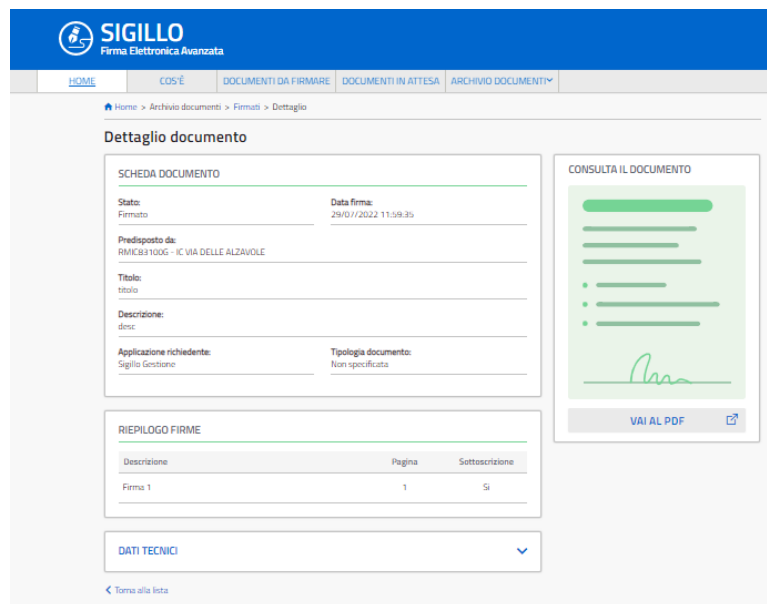 SIGILLO
Firma Elettronica Avanzata
HOME COS'È DOCUMENTI DA FIRMARE DOCUMENTI IN ATTESA ARCHIVIO DOCUMENTI
Home > Archivio documenti > Firmati > Dettaglio
Dettaglio documento
SCHEDA DOCUMENTO
Stato:
Firmato
Data firma:
29/07/2022 11:59:35
Predisposto da:
RMIC83100G - IC VIA DELLE ALZAVOLE
Titolo:
titolo
Descrizione:
desc
Applicazione richiedente:
Sigillo Gestione
Tipologia documento:
Non specificata
RIEPILOGO FIRME
Descrizione Pagina Sottoscrizione
Firma 1 1 Si
DATI TECNICI
Torna alla lista
CONSULTA IL DOCUMENTO
VAI AL PDF